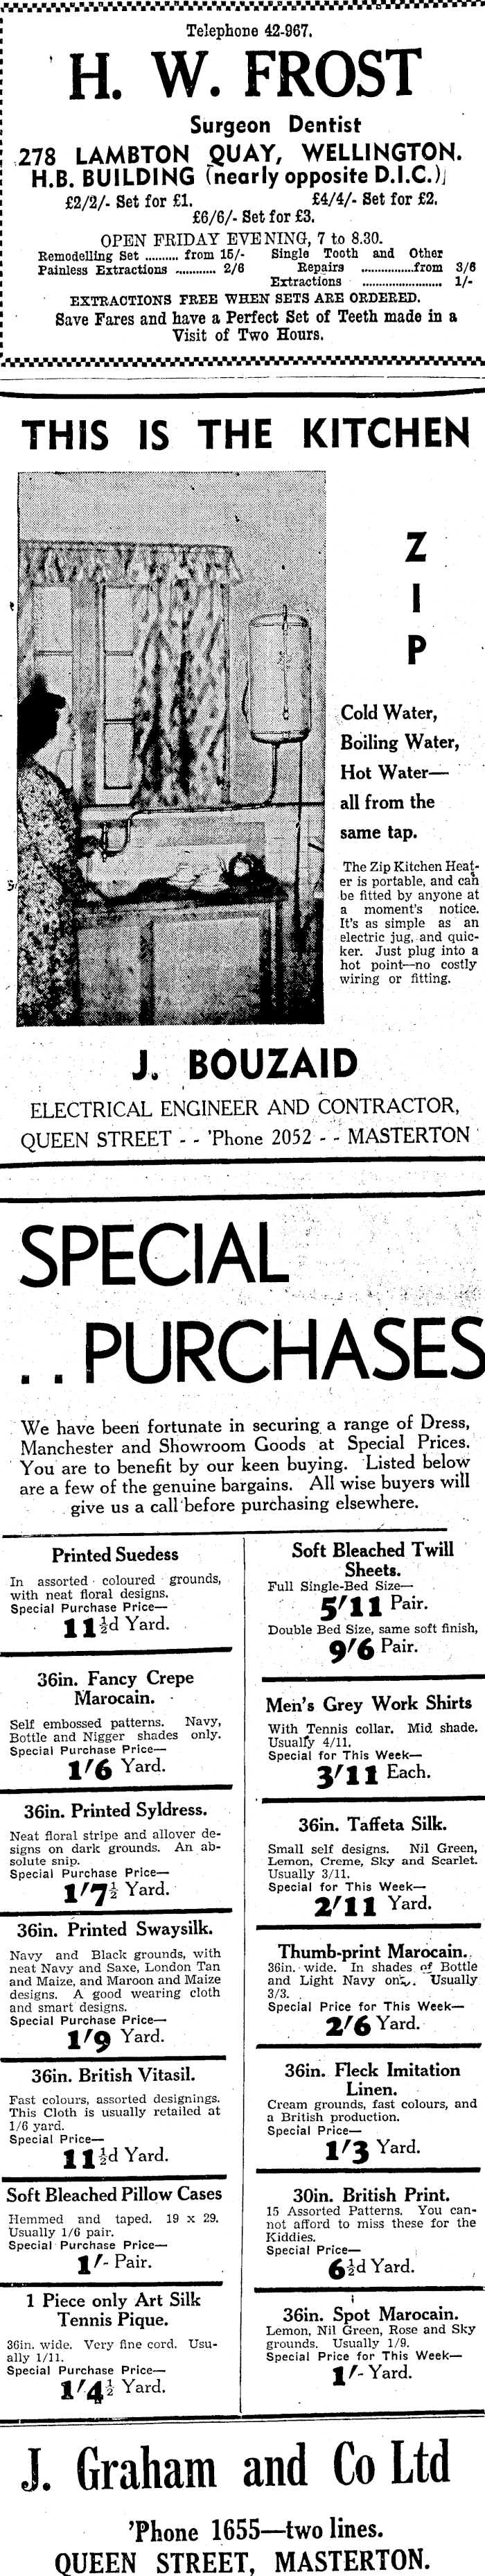 Telephone 42-967.
H. W. FROST
Surgeon Dentist
278 LAMBTON QUAY, WELLINGTON.
H.B. BUILDING (nearly opposite D.I.C.)
£2/2/- Set for £1. £4/4/- Set for £2.
£6/6/- Set for £3.
OPEN FRIDAY EVENING, 7 to 8.30.
Remodelling Set .......... from 15/-
Painless Extractions ............ 2/6
Single Tooth and Other
Repairs ................from 3/6
Extractions ........................ 1/-
EXTRACTIONS FREE WHEN SETS ARE ORDERED.
Save Fares and have a Perfect Set of Teeth made in a
Visit of Two Hours.
THIS IS THE KITCHEN
Z
I
P
Cold Water,
Boiling Water,
Hot Water—
all from the
same tap.
The Zip Kitchen Heat-
er is portable, and can
be fitted by anyone at
a moment's notice.
It's as simple as an
electric jug, and quic-
ker. Just plug into a
hot point—no costly
wiring or fitting.
J. BOUZAID
ELECTRICAL ENGINEER AND CONTRACTOR,
QUEEN STREET - - 'Phone 2052 - - MASTERTON
SPECIAL
..PURCHASES
We have been fortunate in securing a range of Dress,
Manchester and Showroom Goods at Special Prices.
You are to benefit by our keen buying. Listed below
are a few of the genuine bargains. All wise buyers will
give us a call before purchasing elsewhere.
Printed Suedess
In assorted coloured grounds,
with neat floral designs.
Special Purchase Price—
11½d Yard.
36in. Fancy Crepe
Marocain.
Self embossed patterns. Navy,
Bottle and Nigger shades only.
Special Purchase Price—
1/6 Yard.
36in. Printed Syldress.
Neat floral stripe and allover de-
signs on dark grounds. An ab-
solute snip.
Special Purchase Price—
1/7½ Yard.
36in. Printed Swaysilk.
Navy and Black grounds, with
neat Navy and Saxe, London Tan
and Maize, and Maroon and Maize
designs. A good wearing cloth
and smart designs.
Special Purchase Price—
1/9 Yard.
36in. British Vitasil.
Fast colours, assorted designings.
This Cloth is usually retailed at
1/6 yard.
Special Price—
11½d Yard.
Soft Bleached Pillow Cases
Hemmed and taped. 19 x 29.
Usually 1/6 pair.
Special Purchase Price—
1/- Pair.
1 Piece only Art Silk
Tennis Pique.
36in. wide. Very fine cord. Usu-
ally 1/11.
Special Purchase Price—
1/4½ Yard.
Soft Bleached Twill
Sheets.
Full Single-Bed Size—
5/11 Pair.
Double Bed Size, same soft finish,
9/6 Pair.
Men's Grey Work Shirts
With Tennis collar. Mid shade.
Usually 4/11.
Special for This Week—
3/11 Each.
36in. Taffeta Silk.
Small self designs. Nil Green,
Lemon, Creme, Sky and Scarlet.
Usually 3/11.
Special for This Week—
2/11 Yard.
Thumb-print Marocain.
36in. wide. In shades of Bottle
and Light Navy Usually
3/3.
Special Price for This Week—
2/6 Yard.
36in. Fleck Imitation
Linen.
Cream grounds, fast colours, and
a British production.
Special Price—
1/3 Yard.
30in. British Print.
15 Assorted Patterns. You can-
not afford to miss these for the
Kiddies.
Special Price—
6½d Yard.
36in. Spot Marocain.
Lemon, Nil Green, Rose and Sky
grounds. Usually 1/9.
Special Price for This Week—
1/- Yard.
J. Graham and Co Ltd
'Phone 1655—two lines.
QUEEN STREET, MASTERTON.